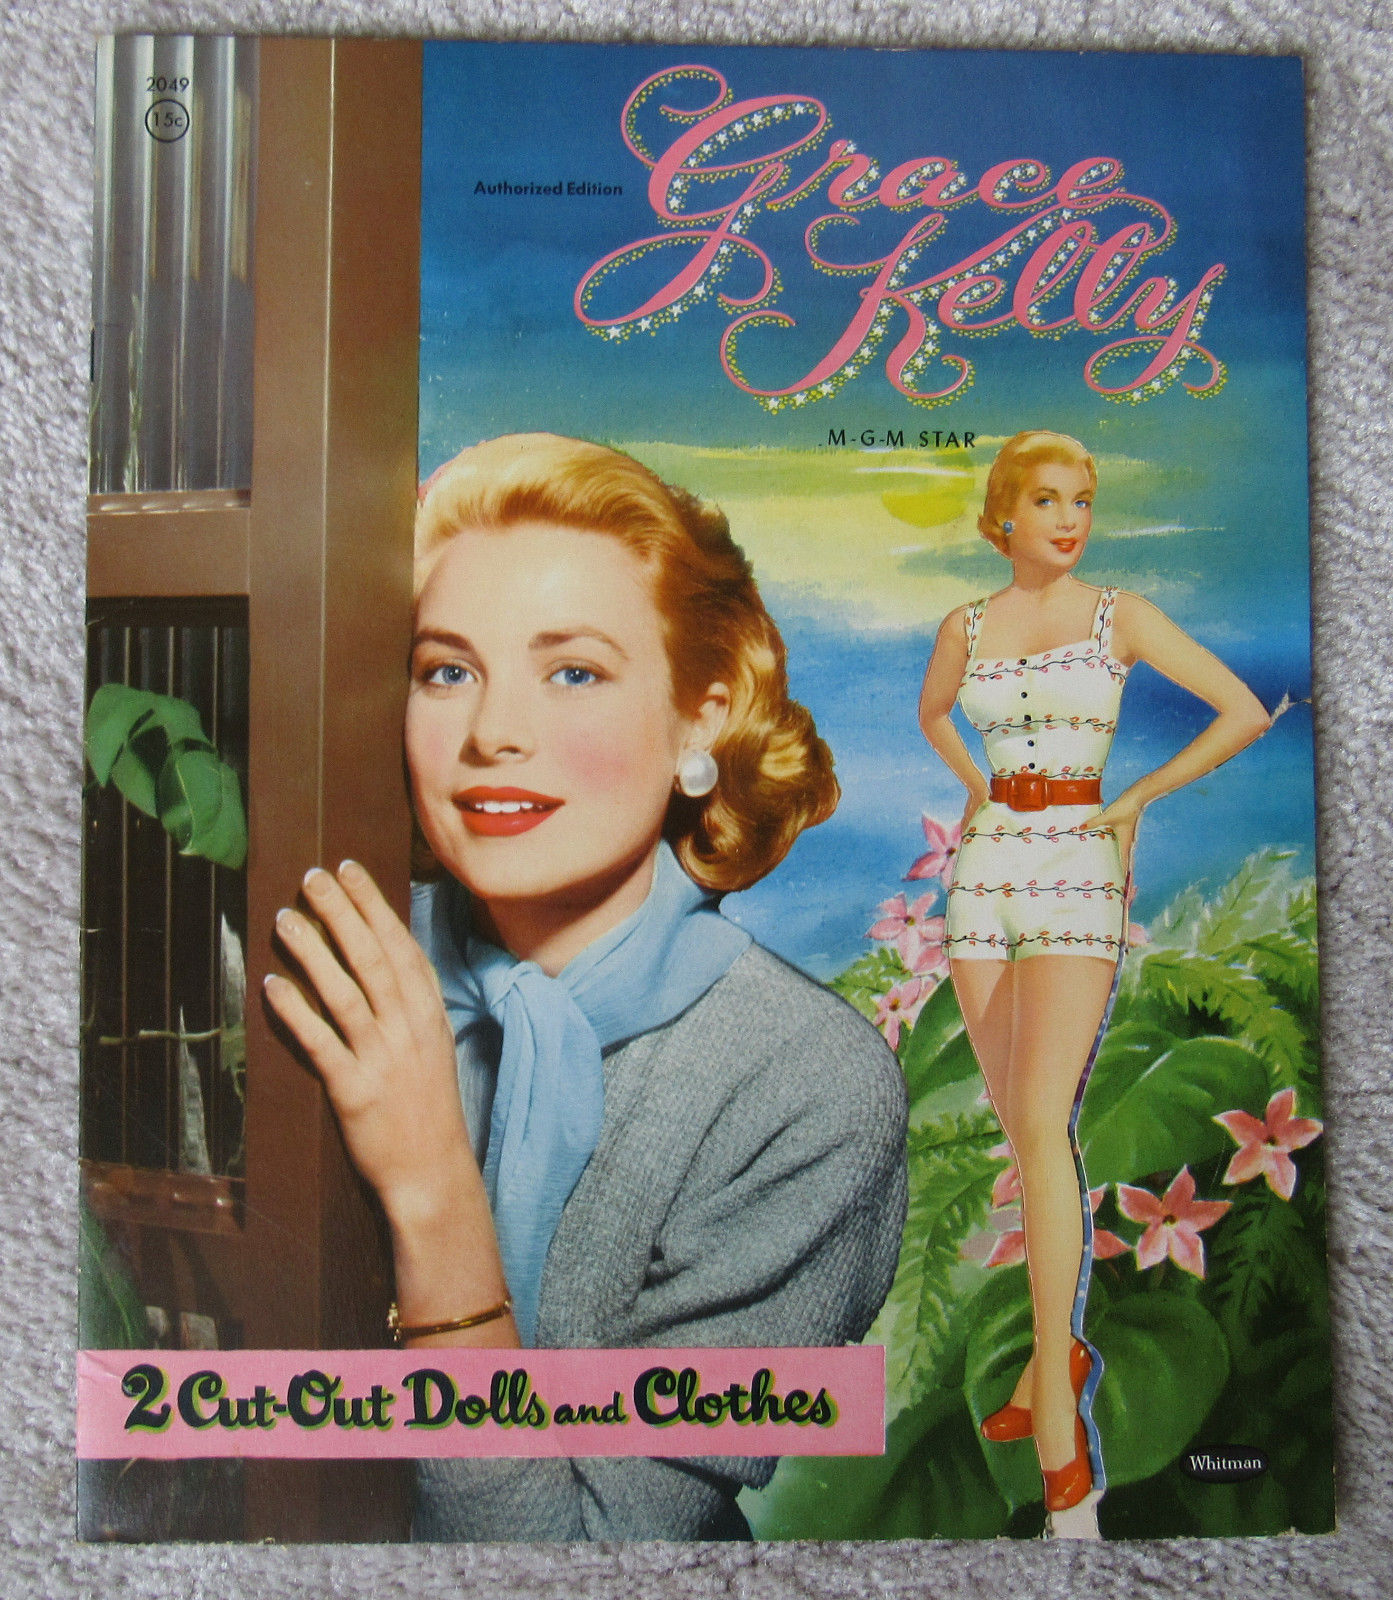 2049
15c
Authorized Edition
Grace
Kelly
M-G-M STAR
2 Cut-Out Dolls and Clothes
Whitman